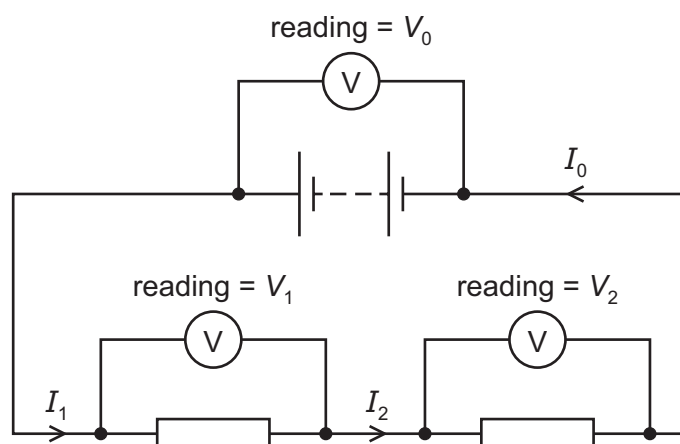 reading = V₀
V
I₀
reading = V₁
reading = V₂
V
V
I₁
I₂